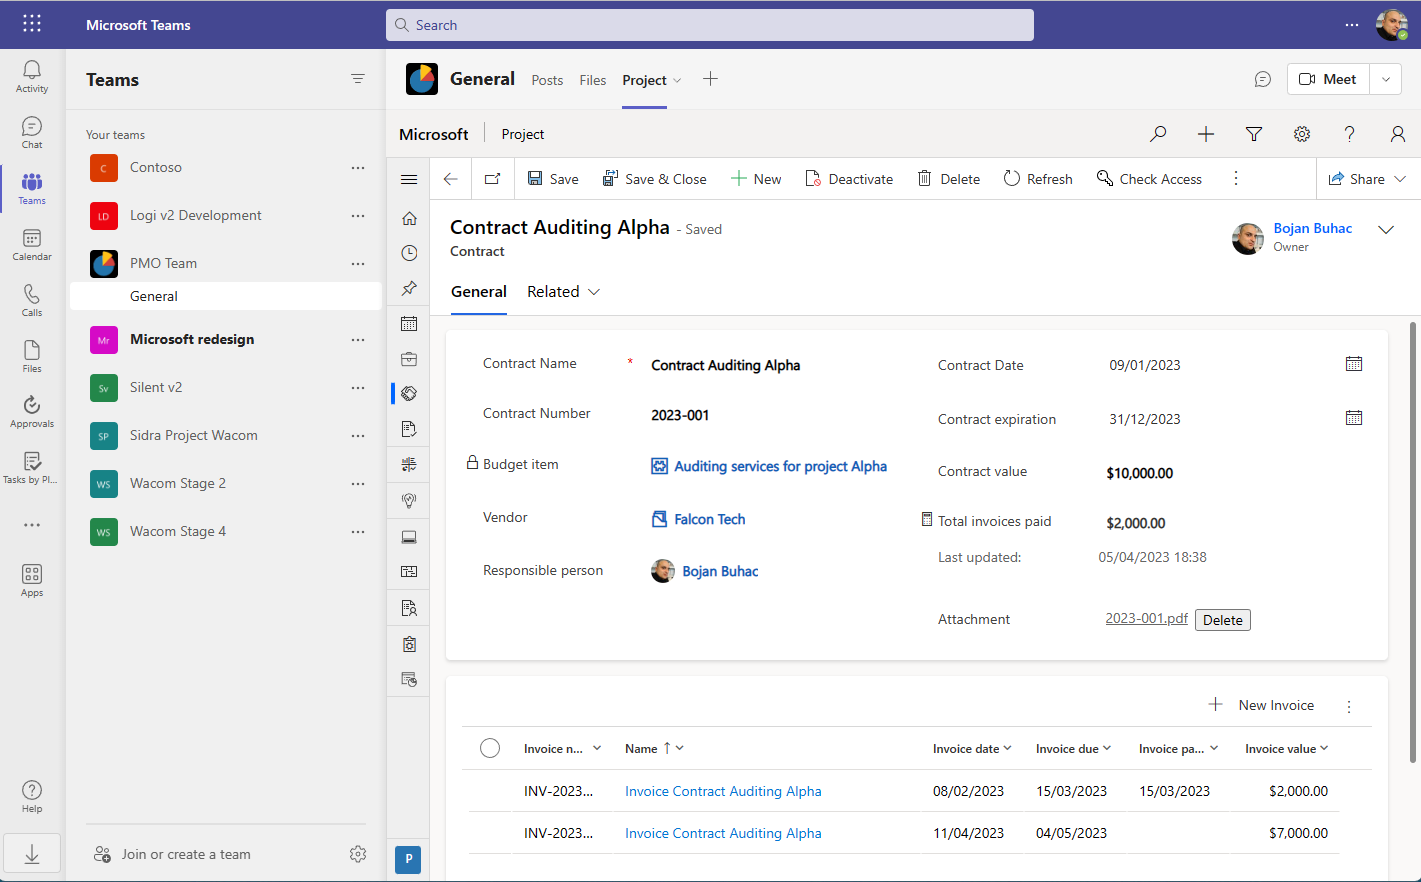 Microsoft Teams
Search
Activity
Chat
Teams
Calendar
Calls
Files
Approvals
Tasks by Pl...
Apps
Help
Teams
Your teams
C Contoso
LD Logi v2 Development
PMO Team
General
Mr Microsoft redesign
Sv Silent v2
SP Sidra Project Wacom
WS Wacom Stage 2
WS Wacom Stage 4
Join or create a team
General Posts Files Project Meet
Microsoft Project
Save Save & Close New Deactivate Delete Refresh Check Access Share
Contract Auditing Alpha - Saved
Contract
Bojan Buhac
Owner
General Related
Contract Name * Contract Auditing Alpha
Contract Number 2023-001
Budget item Auditing services for project Alpha
Vendor Falcon Tech
Responsible person Bojan Buhac
Contract Date 09/01/2023
Contract expiration 31/12/2023
Contract value $10,000.00
Total invoices paid $2,000.00
Last updated: 05/04/2023 18:38
Attachment 2023-001.pdf Delete
New Invoice
Invoice n... Name Invoice date Invoice due Invoice pa... Invoice value
INV-2023... Invoice Contract Auditing Alpha 08/02/2023 15/03/2023 15/03/2023 $2,000.00
INV-2023... Invoice Contract Auditing Alpha 11/04/2023 04/05/2023 $7,000.00
P